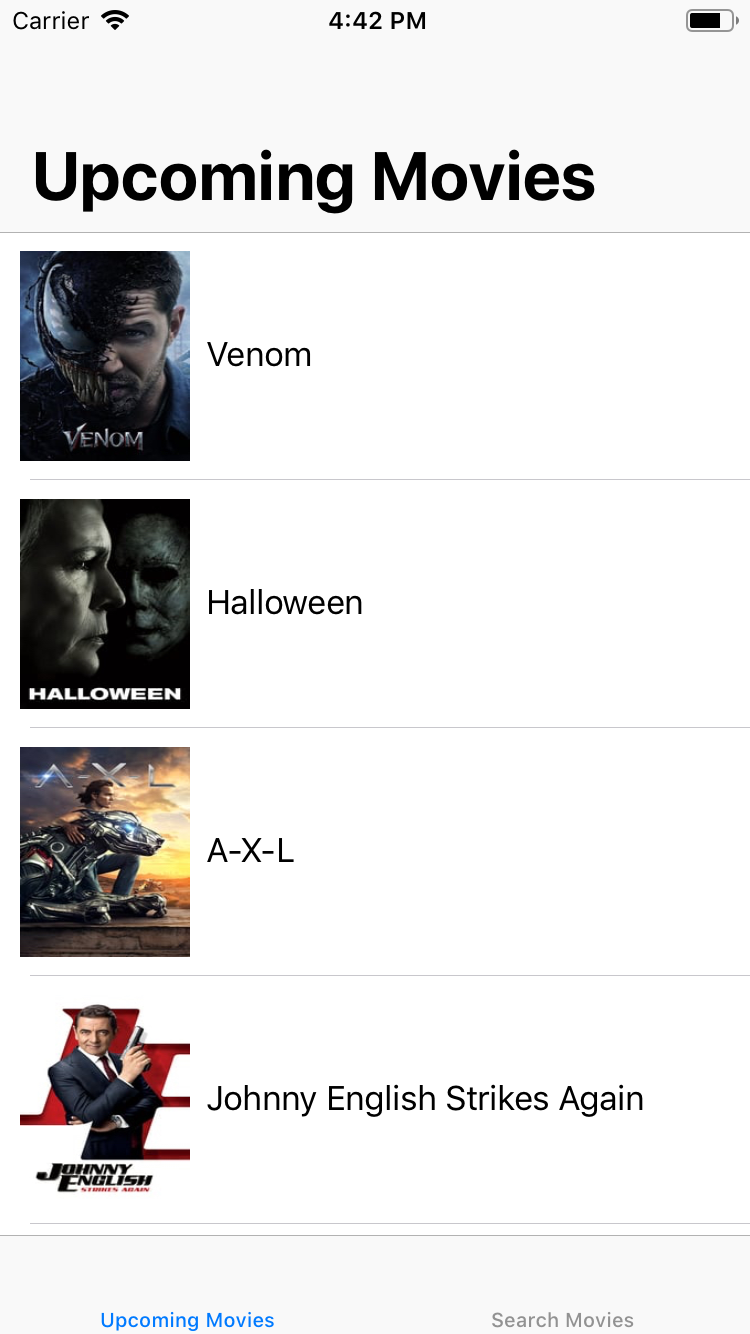 Carrier 4:42 PM
Upcoming Movies
VENOM
Venom
HALLOWEEN
Halloween
A-X-L
A-X-L
JOHNNY
ENGLISH
STRIKES AGAIN
Johnny English Strikes Again
Upcoming Movies Search Movies